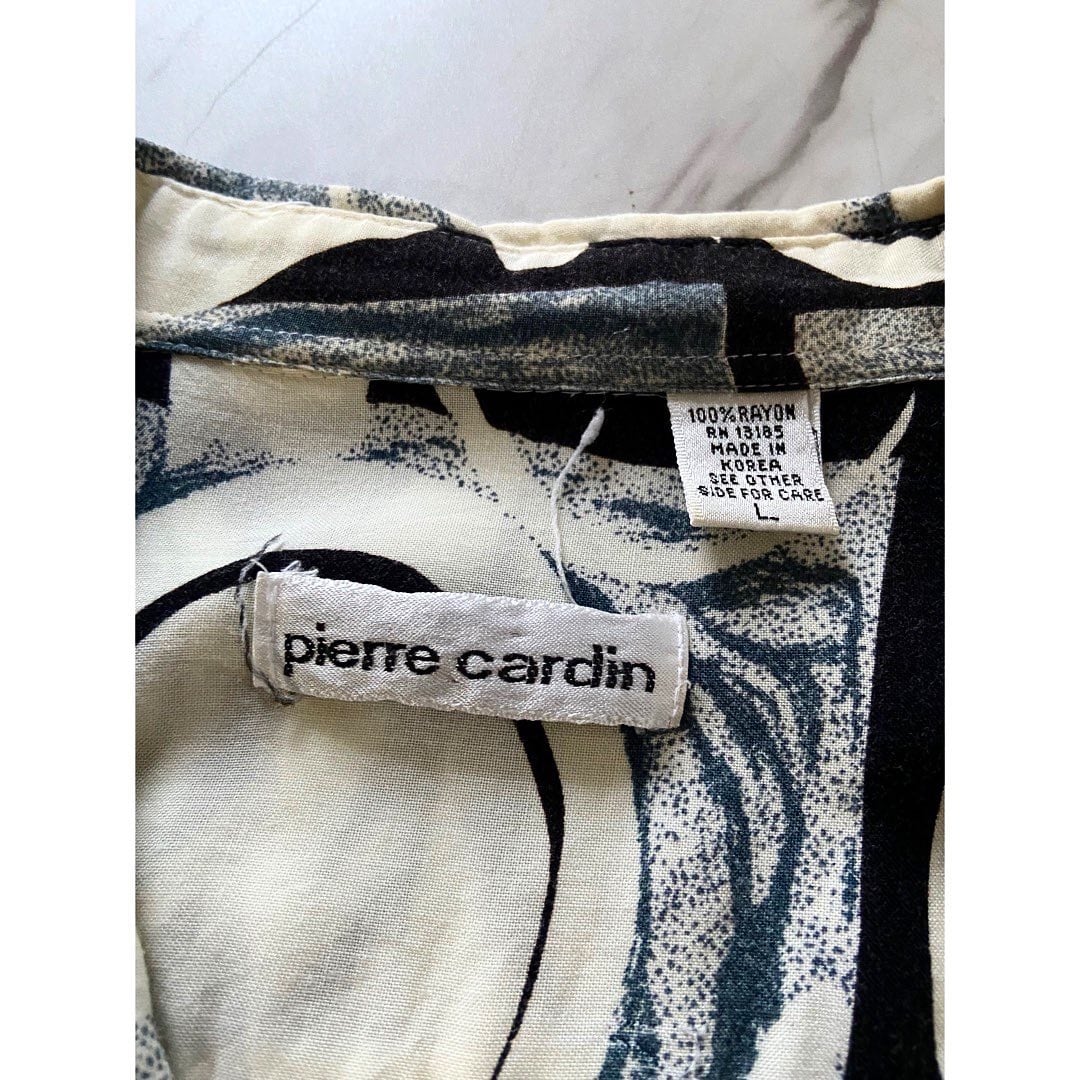 100% RAYON
RN 13185
MADE IN
KOREA
SEE OTHER
SIDE FOR CARE
L
pierre cardin